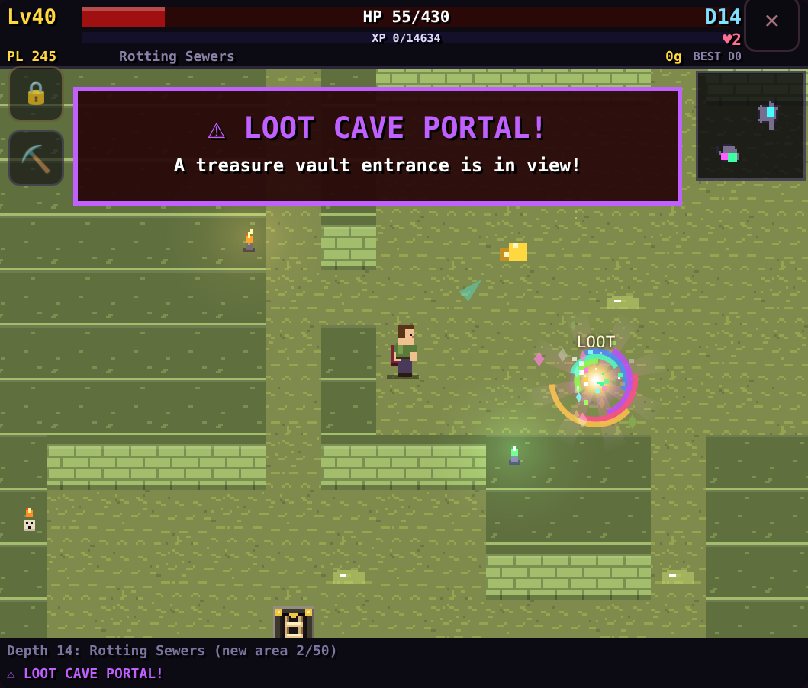 Lv40
HP 55/430
D14
XP 0/14634
♥2
PL 245
Rotting Sewers
0g
BEST D0
⚠ LOOT CAVE PORTAL!
A treasure vault entrance is in view!
LOOT
Depth 14: Rotting Sewers (new area 2/50)
⚠ LOOT CAVE PORTAL!